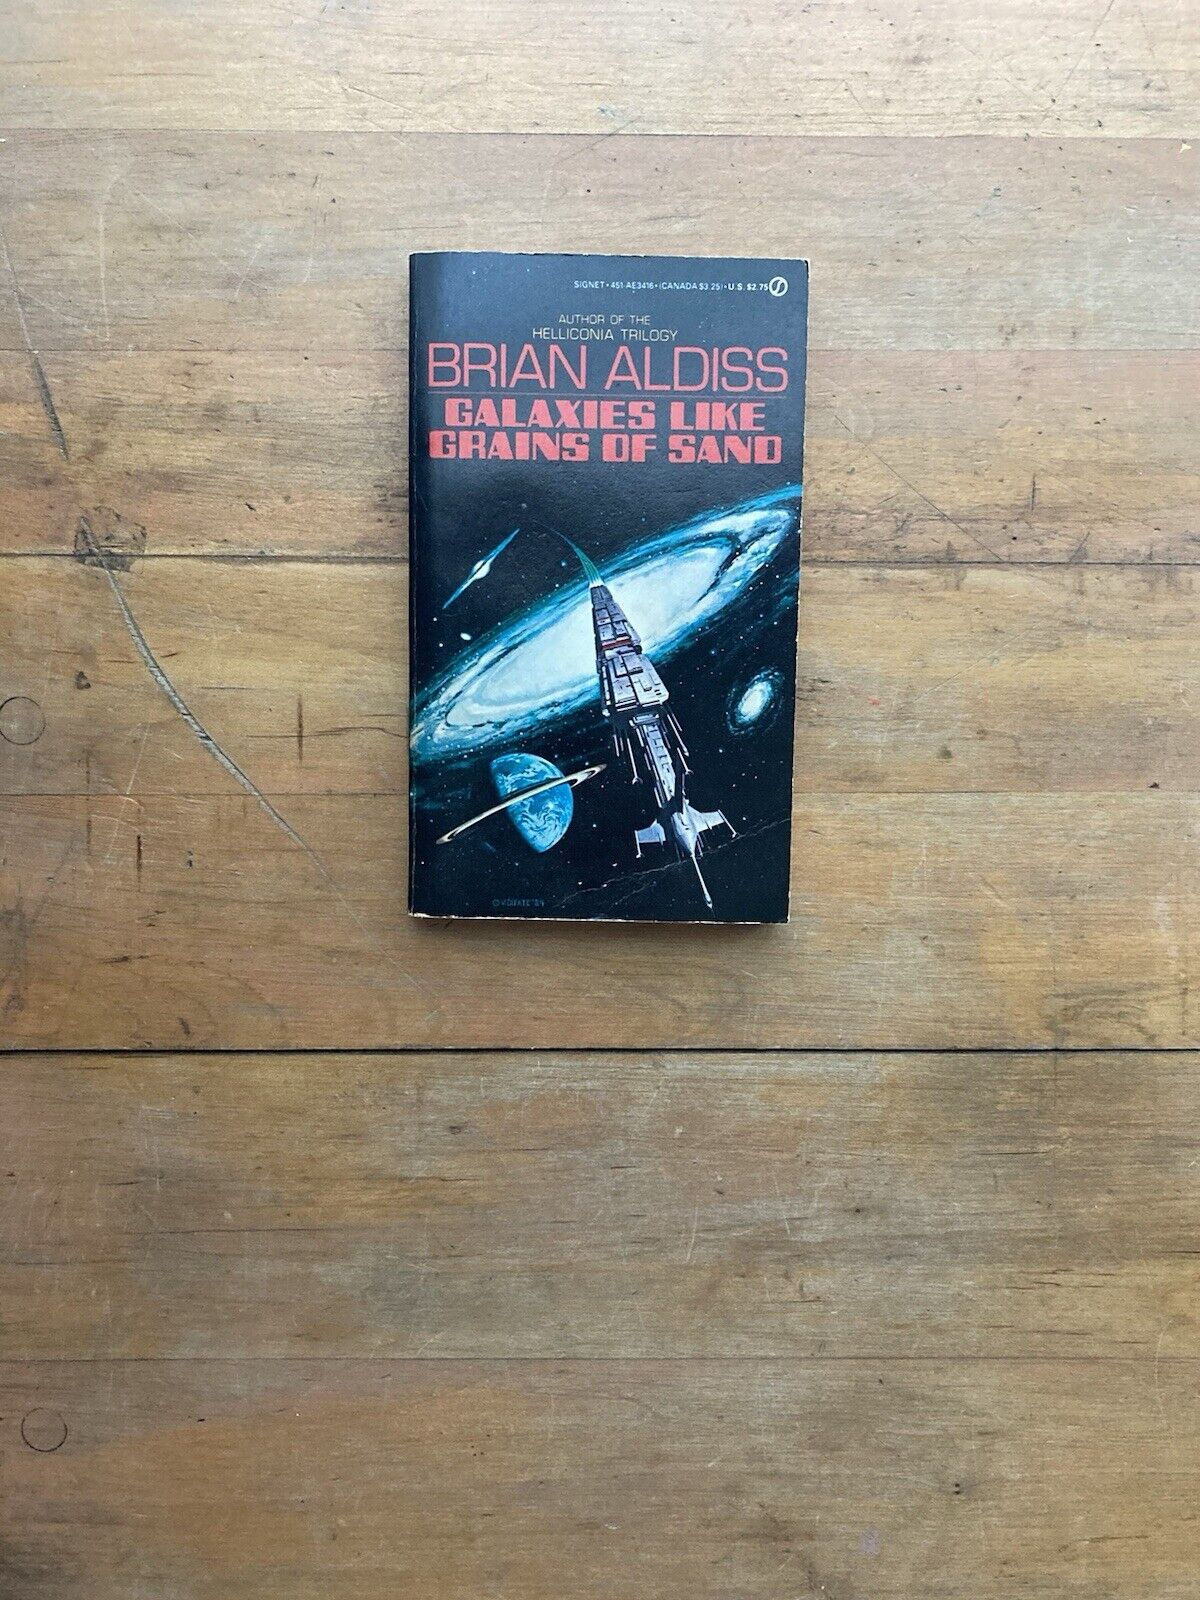 SIGNET • 451-AE3416 • (CANADA $3.25) • U.S. $2.75
AUTHOR OF THE
HELLICONIA TRILOGY
BRIAN ALDISS
GALAXIES LIKE
GRAINS OF SAND